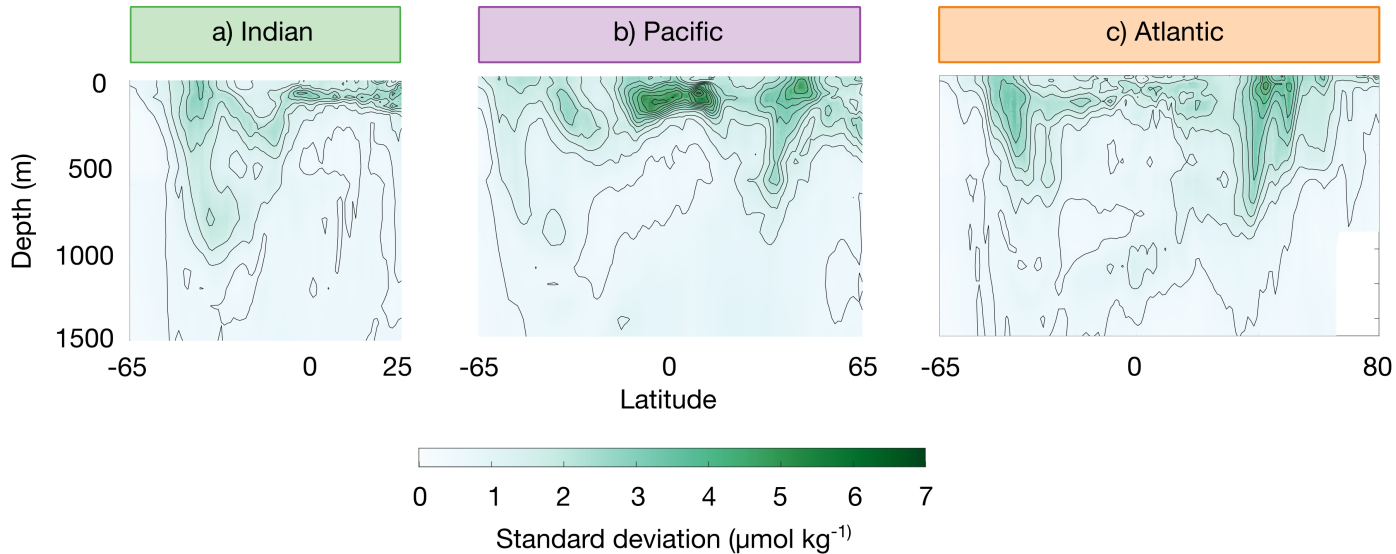 a) Indian
b) Pacific
c) Atlantic
0
500
1000
1500
Depth (m)
-65 0 25
-65 0 65
-65 0 80
Latitude
0 1 2 3 4 5 6 7
Standard deviation (µmol kg⁻¹⁾